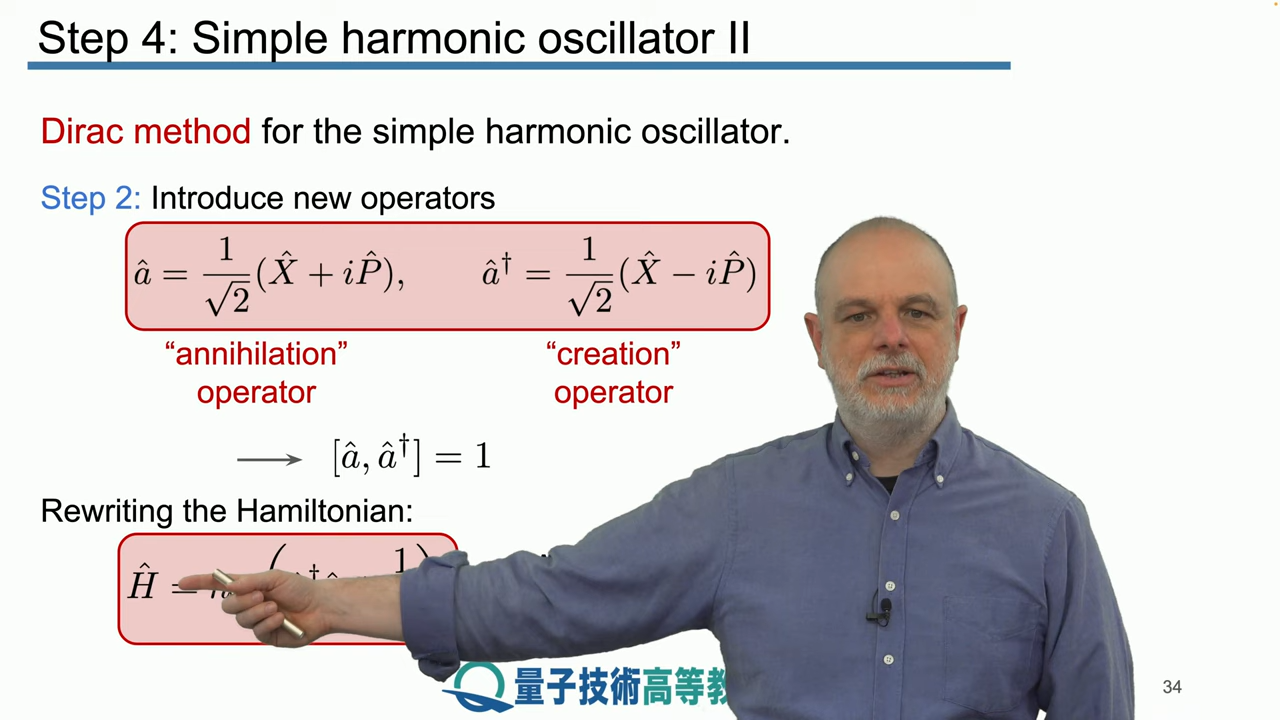 Step 4: Simple harmonic oscillator II
Dirac method for the simple harmonic oscillator.
Step 2: Introduce new operators
â = 1/√2 (X̂ + iP̂), â† = 1/√2 (X̂ − iP̂)
“annihilation” “creation”
operator operator
⟶ [â, â†] = 1
Rewriting the Hamiltonian:
Ĥ = ( † 1 )
量子技術高等教
34